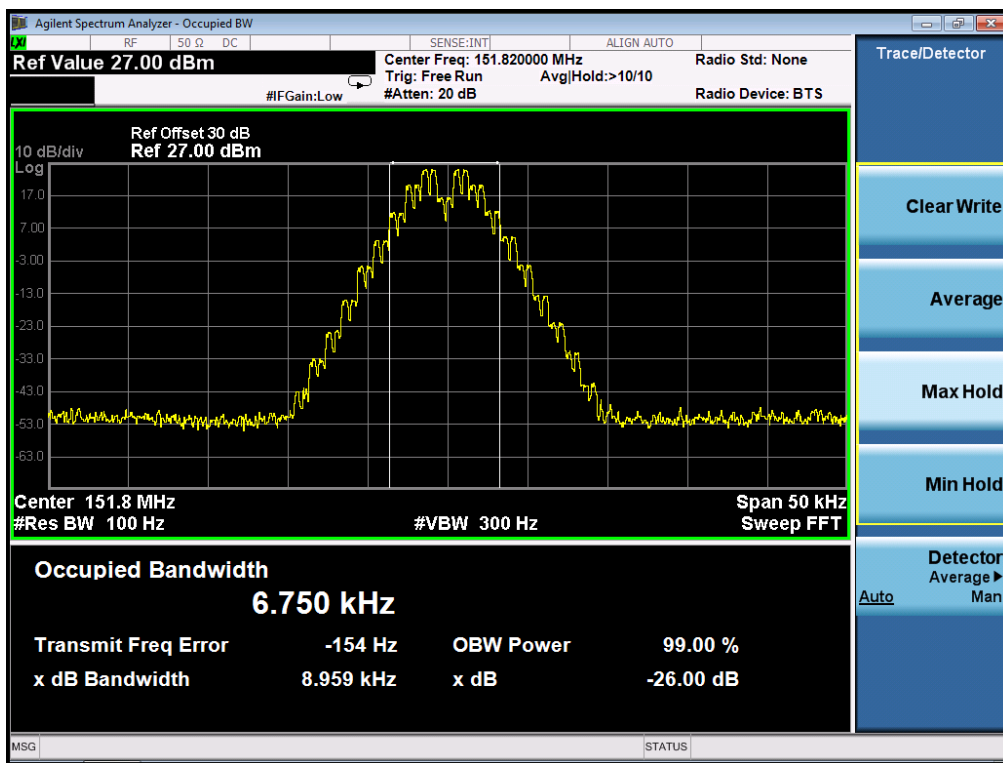 Agilent Spectrum Analyzer - Occupied BW
LXI RF 50 Ω DC SENSE:INT ALIGN AUTO
Ref Value 27.00 dBm
Center Freq: 151.820000 MHz Radio Std: None
Trig: Free Run Avg|Hold:>10/10
#IFGain:Low #Atten: 20 dB Radio Device: BTS
Ref Offset 30 dB
10 dB/div Ref 27.00 dBm
Log
17.0
7.00
-3.00
-13.0
-23.0
-33.0
-43.0
-53.0
-63.0
Center 151.8 MHz Span 50 kHz
#Res BW 100 Hz #VBW 300 Hz Sweep FFT
Occupied Bandwidth
6.750 kHz
Transmit Freq Error -154 Hz OBW Power 99.00 %
x dB Bandwidth 8.959 kHz x dB -26.00 dB
MSG STATUS
Trace/Detector
Clear Write
Average
Max Hold
Min Hold
Detector
Average▶
Auto Man